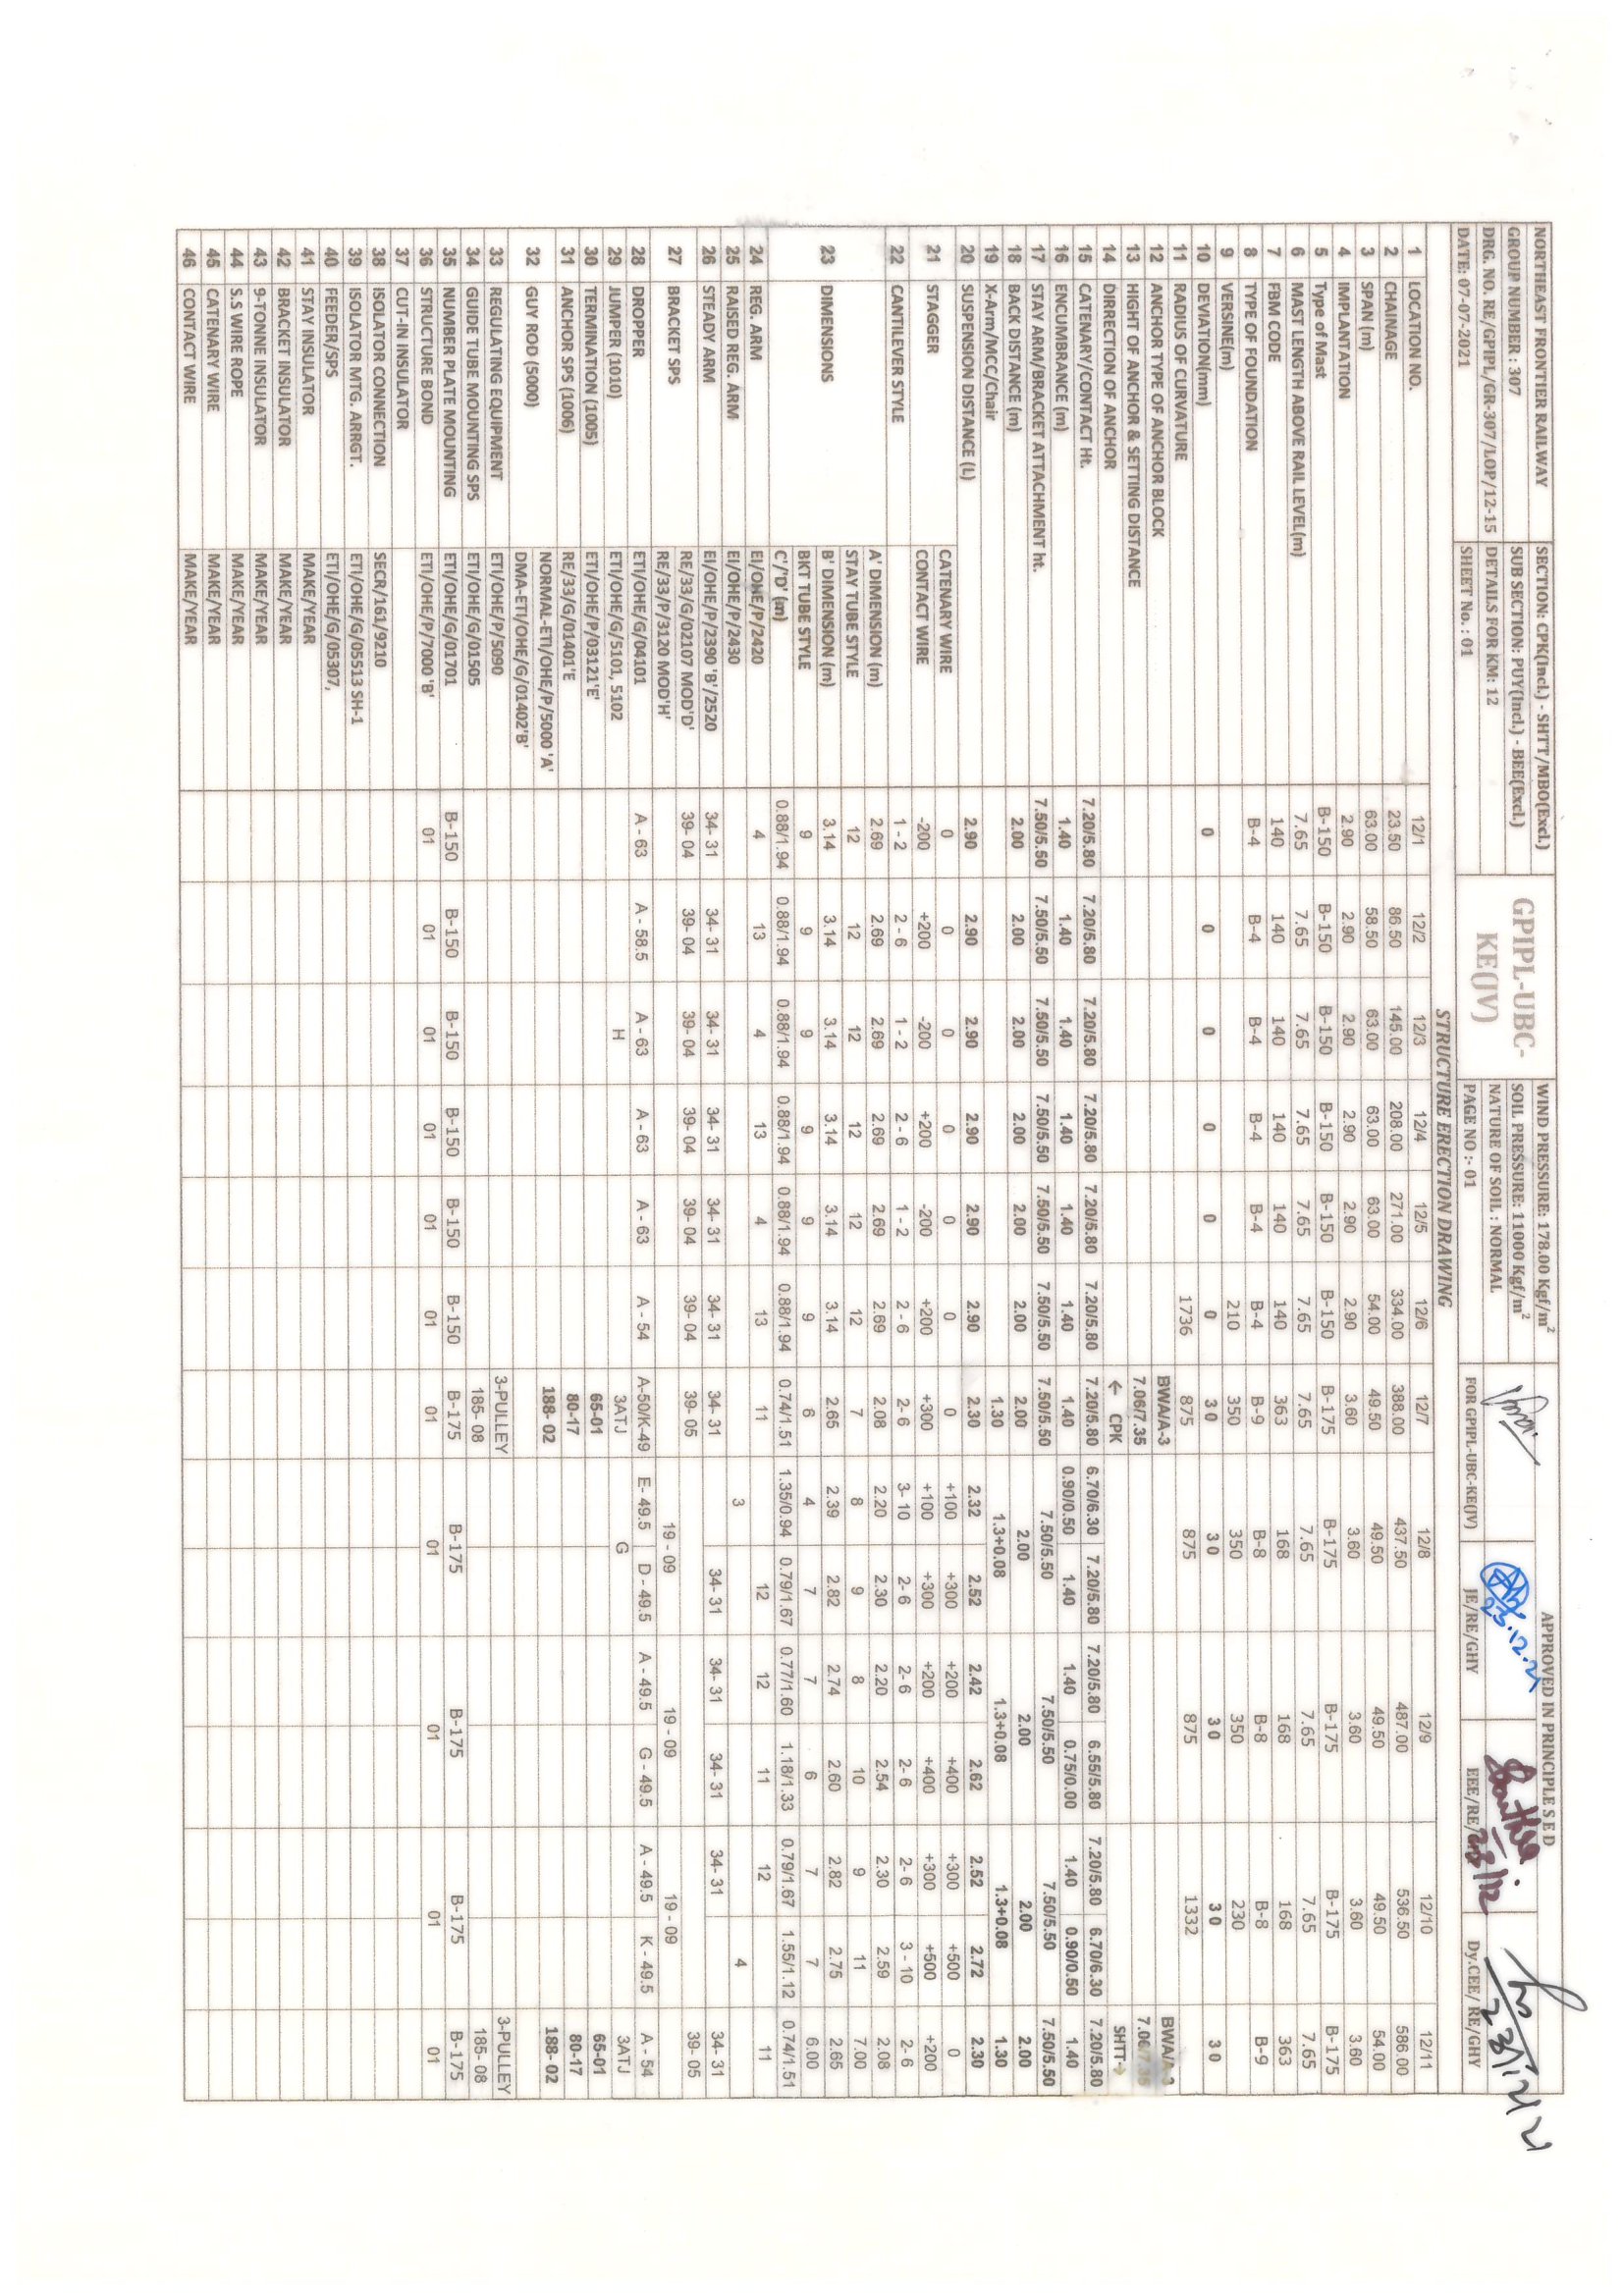 NORTHEAST FRONTIER RAILWAY SECTION: CPK(Incl.) - SHTT/MBO(Excl.) GPIPL-UBC-KE(JV) WIND PRESSURE: 178.00 Kgf/m² APPROVED IN PRINCIPLE S E D
GROUP NUMBER : 307 SUB SECTION: PUY(Incl.) - BEE(Excl.) SOIL PRESSURE: 11000 Kgf/m²
DRG. NO. RE/GPIPL/GR-307/LOP/12-15 DETAILS FOR KM: 12 NATURE OF SOIL : NORMAL
DATE: 07-07-2021 SHEET No. : 01 PAGE NO :- 01 FOR GPIPL-UBC-KE(JV) JE/RE/GHY EEE/RE/ Dy.CEE/ RE/GHY
STRUCTURE ERECTION DRAWING
1 LOCATION NO. 12/1 12/2 12/3 12/4 12/5 12/6 12/7 12/8 12/9 12/10 12/11
2 CHAINAGE 23.50 86.50 145.00 208.00 271.00 334.00 388.00 437.50 487.00 536.50 586.00
3 SPAN (m) 63.00 58.50 63.00 63.00 63.00 54.00 49.50 49.50 49.50 49.50 54.00
4 IMPLANTATION 2.90 2.90 2.90 2.90 2.90 2.90 3.60 3.60 3.60 3.60 3.60
5 Type of Mast B-150 B-150 B-150 B-150 B-150 B-150 B-175 B-175 B-175 B-175 B-175
6 MAST LENGTH ABOVE RAIL LEVEL(m) 7.65 7.65 7.65 7.65 7.65 7.65 7.65 7.65 7.65 7.65 7.65
7 FBM CODE 140 140 140 140 140 140 363 168 168 168 363
8 TYPE OF FOUNDATION B-4 B-4 B-4 B-4 B-4 B-4 B-9 B-8 B-8 B-8 B-9
9 VERSINE(m) 210 350 350 350 230
10 DEVIATION(mm) 0 0 0 0 0 0 30 30 30 30 30
11 RADIUS OF CURVATURE 1736 875 875 875 1332
12 ANCHOR TYPE OF ANCHOR BLOCK BWA/A-3 BWA/A-3
13 HIGHT OF ANCHOR & SETTING DISTANCE 7.06/7.35 7.06/7.35
14 DIRRECTION OF ANCHOR ← CPK SHTT→
15 CATENARY/CONTACT Ht. 7.20/5.80 7.20/5.80 7.20/5.80 7.20/5.80 7.20/5.80 7.20/5.80 7.20/5.80 6.70/6.30 7.20/5.80 7.20/5.80 6.55/5.80 7.20/5.80 6.70/6.30 7.20/5.80
16 ENCUMBRANCE (m) 1.40 1.40 1.40 1.40 1.40 1.40 1.40 0.90/0.50 1.40 1.40 0.75/0.00 1.40 0.90/0.50 1.40
17 STAY ARM/BRACKET ATTACHMENT ht. 7.50/5.50 7.50/5.50 7.50/5.50 7.50/5.50 7.50/5.50 7.50/5.50 7.50/5.50 7.50/5.50 7.50/5.50 7.50/5.50 7.50/5.50
18 BACK DISTANCE (m) 2.00 2.00 2.00 2.00 2.00 2.00 2.00 2.00 2.00 2.00 2.00
19 X-Arm/MCC/Chair 1.30 1.3+0.08 1.3+0.08 1.3+0.08 1.30
20 SUSPENSION DISTANCE (L) 2.90 2.90 2.90 2.90 2.90 2.90 2.30 2.32 2.52 2.42 2.62 2.52 2.72 2.30
21 STAGGER CATENARY WIRE 0 0 0 0 0 0 0 +100 +300 +200 +400 +300 +500 0
CONTACT WIRE -200 +200 -200 +200 -200 +200 +300 +100 +300 +200 +400 +300 +500 +200
22 CANTILEVER STYLE 1 - 2 2 - 6 1 - 2 2 - 6 1 - 2 2 - 6 2- 6 3- 10 2- 6 2- 6 2- 6 2- 6 3 - 10 2- 6
23 DIMENSIONS A' DIMENSION (m) 2.69 2.69 2.69 2.69 2.69 2.69 2.08 2.20 2.30 2.20 2.54 2.30 2.59 2.08
STAY TUBE STYLE 12 12 12 12 12 12 7 8 9 8 10 9 11 7.00
B' DIMENSION (m) 3.14 3.14 3.14 3.14 3.14 3.14 2.65 2.39 2.82 2.74 2.60 2.82 2.75 2.65
BKT TUBE STYLE 9 9 9 9 9 9 6 4 7 7 6 7 7 6.00
C'/'D' (m) 0.88/1.94 0.88/1.94 0.88/1.94 0.88/1.94 0.88/1.94 0.88/1.94 0.74/1.51 1.35/0.94 0.79/1.67 0.77/1.60 1.18/1.33 0.79/1.67 1.55/1.12 0.74/1.51
24 REG. ARM EI/OHE/P/2420 4 13 4 13 4 13 11 12 12 11 12 11
25 RAISED REG. ARM EI/OHE/P/2430 3 4
26 STEADY ARM EI/OHE/P/2390 'B'/2520 34- 31 34- 31 34- 31 34- 31 34- 31 34- 31 34- 31 34- 31 34- 31 34- 31 34- 31 34- 31
27 BRACKET SPS RE/33/G/02107 MOD'D' 39- 04 39- 04 39- 04 39- 04 39- 04 39- 04 39- 05 39- 05
RE/33/P/3120 MOD'H' 19 - 09 19 - 09 19 - 09
28 DROPPER ETI/OHE/G/04101 A - 63 A - 58.5 A - 63 A - 63 A - 63 A - 54 A-50/K-49 E- 49.5 D - 49.5 A - 49.5 G - 49.5 A - 49.5 K - 49.5 A - 54
29 JUMPER (1010) ETI/OHE/G/5101, 5102 H 3ATJ G 3ATJ
30 TERMINATION (1005) ETI/OHE/P/03121'E' 65-01 65-01
31 ANCHOR SPS (1006) RE/33/G/01401'E 80-17 80-17
32 GUY ROD (5000) NORMAL-ETI/OHE/P/5000 'A' 188- 02 188- 02
DMA-ETI/OHE/G/01402'B'
33 REGULATING EQUIPMENT ETI/OHE/P/5090 3-PULLEY 3-PULLEY
34 GUIDE TUBE MOUNTING SPS ETI/OHE/G/01505 185- 08 185- 08
35 NUMBER PLATE MOUNTING ETI/OHE/G/01701 B-150 B-150 B-150 B-150 B-150 B-150 B-175 B-175 B-175 B-175 B-175
36 STRUCTURE BOND ETI/OHE/P/7000 'B' 01 01 01 01 01 01 01 01 01 01 01
37 CUT-IN INSULATOR
38 ISOLATOR CONNECTION SECR/161/9210
39 ISOLATOR MTG. ARRGT. ETI/OHE/G/05513 SH-1
40 FEEDER/SPS ETI/OHE/G/05307,
41 STAY INSULATOR MAKE/YEAR
42 BRACKET INSULATOR MAKE/YEAR
43 9-TONNE INSULATOR MAKE/YEAR
44 S.S WIRE ROPE MAKE/YEAR
45 CATENARY WIRE MAKE/YEAR
46 CONTACT WIRE MAKE/YEAR